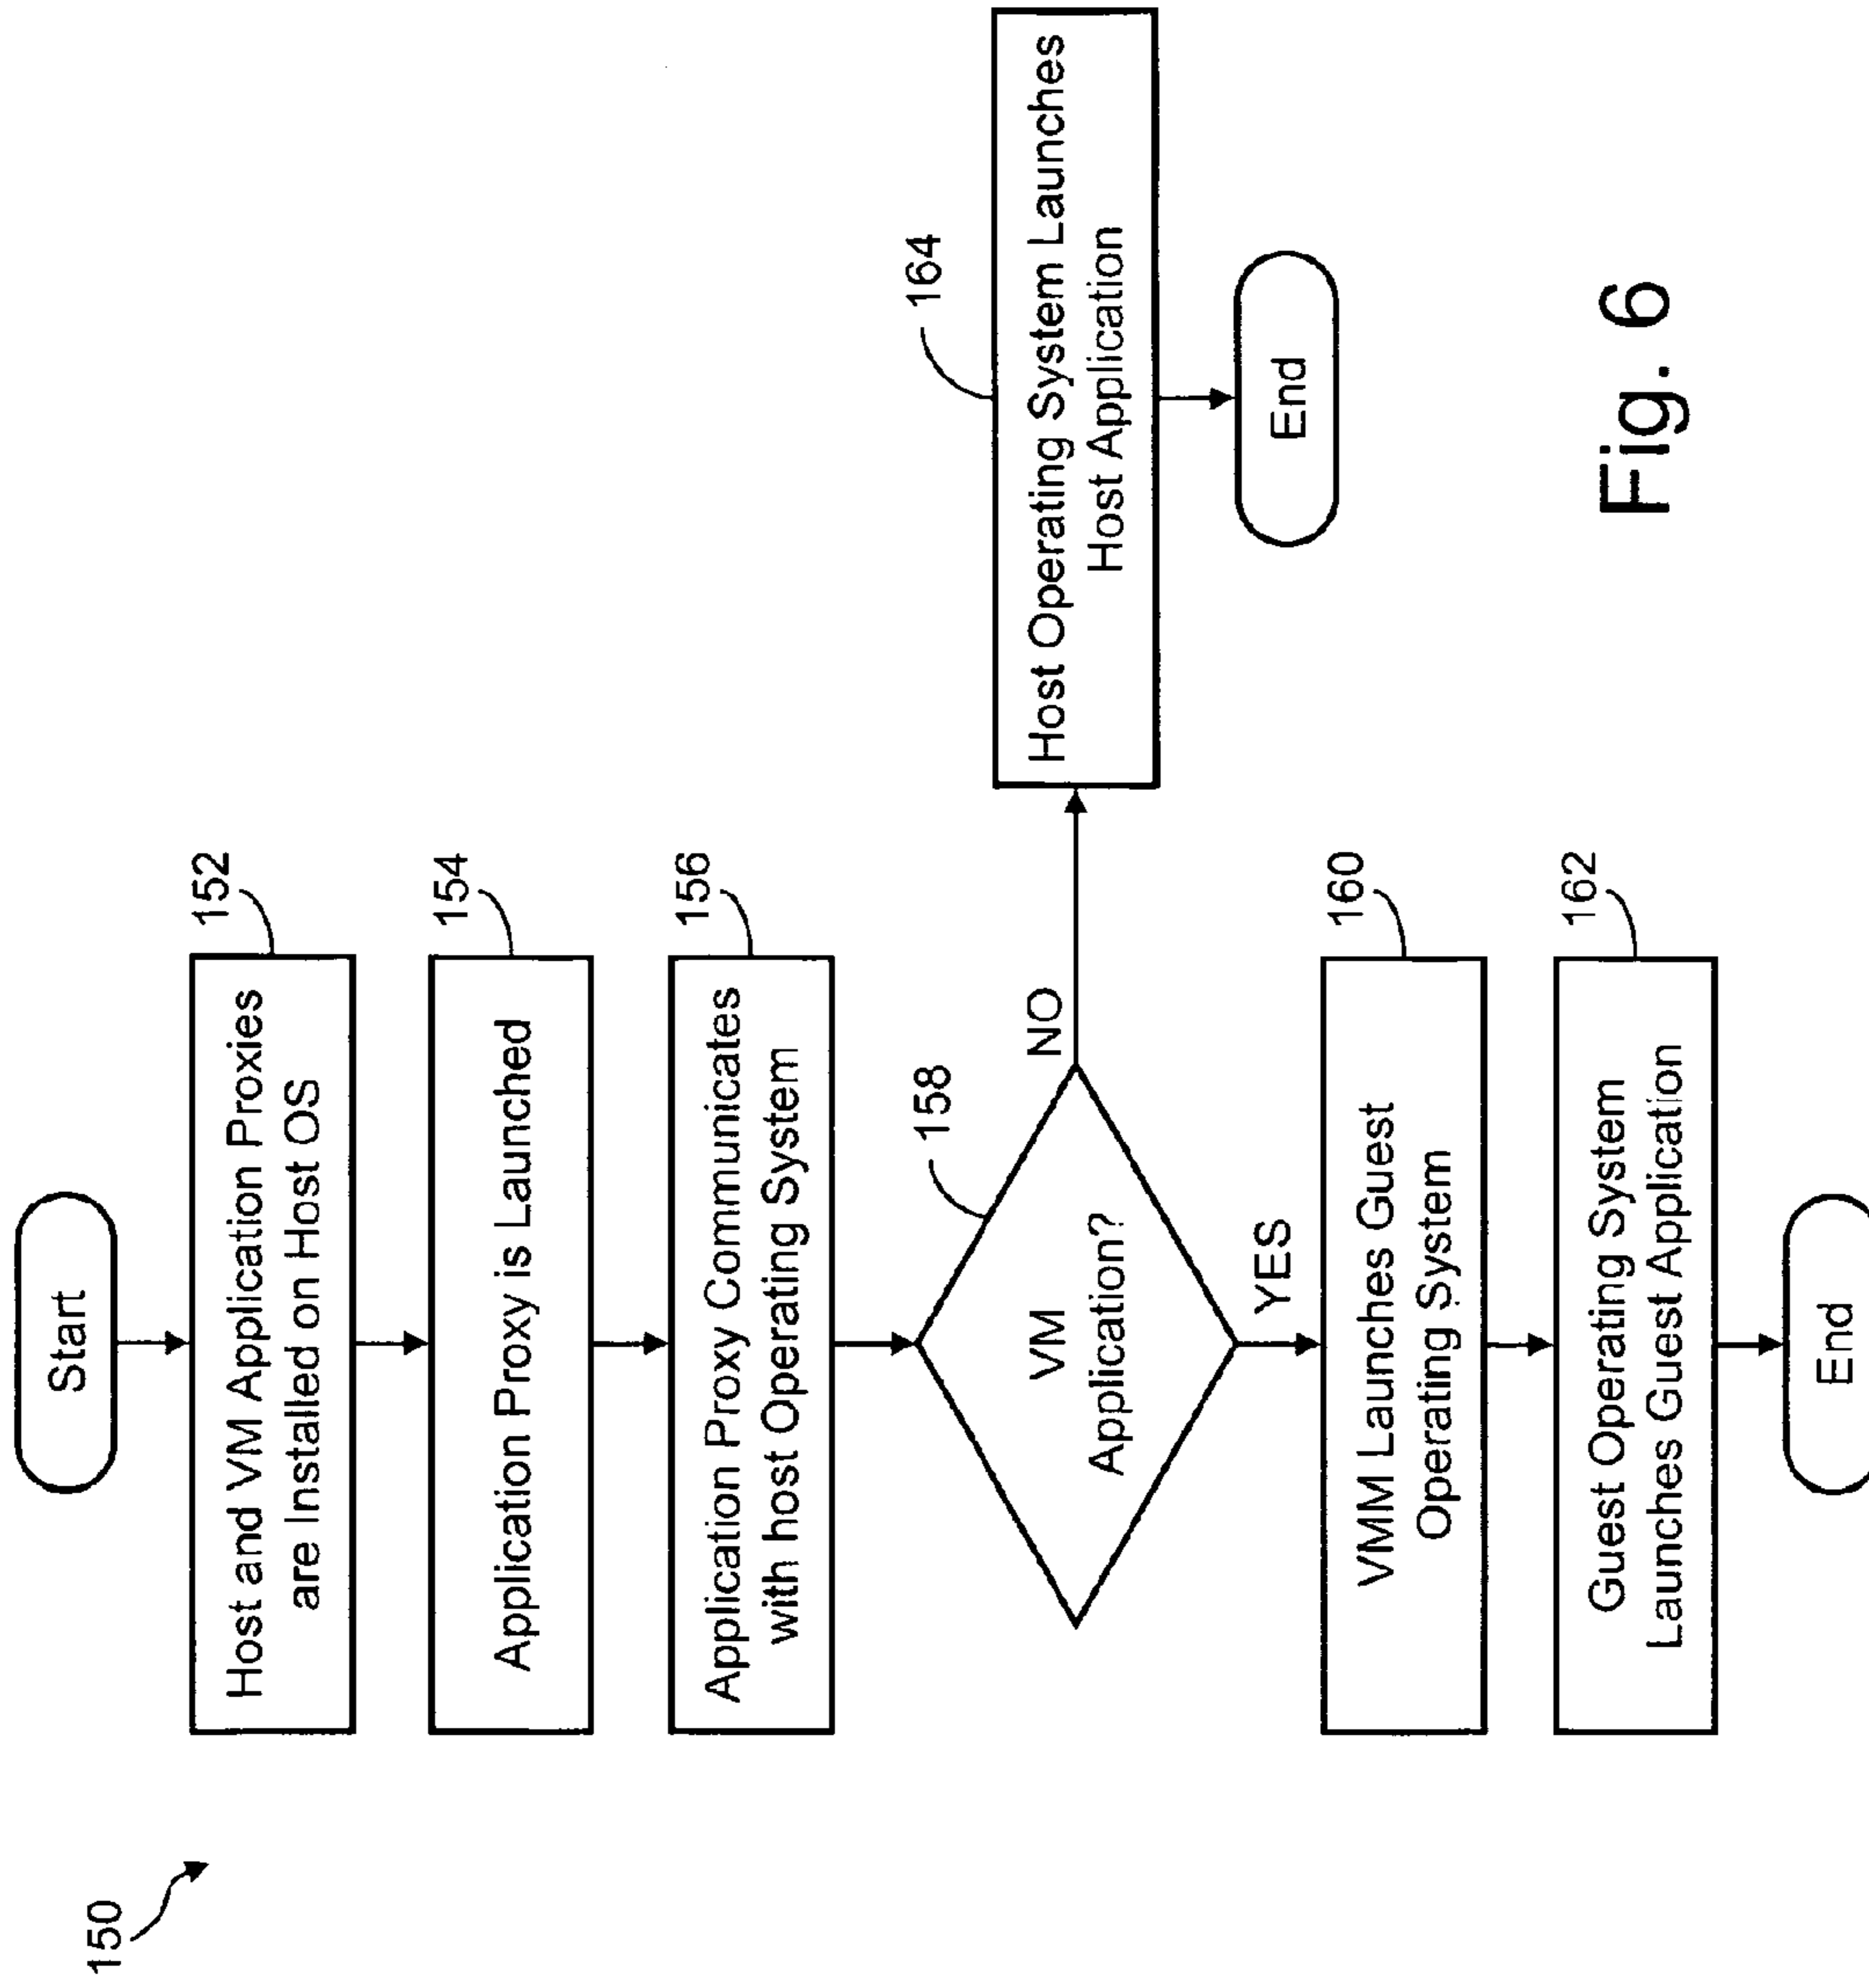 150
Start
152
Host and VM Application Proxies
are Installed on Host OS
154
Application Proxy is Launched
156
Application Proxy Communicates
with host Operating System
158
VM
Application?
NO
164
Host Operating System Launches
Host Application
End
YES
160
VMM Launches Guest
Operating System
162
Guest Operating System
Launches Guest Application
End
Fig. 6